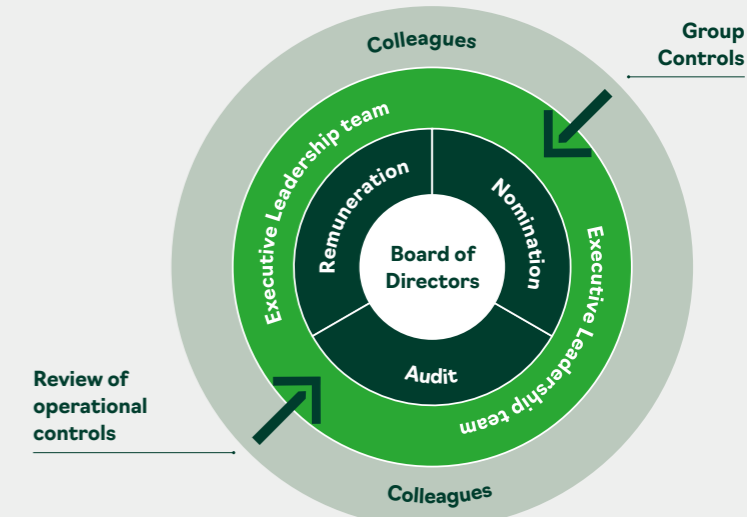 Colleagues
Group
Controls
Executive Leadership team
Remuneration
Nomination
Board of
Directors
Executive Leadership team
Audit
Review of
operational
controls
Colleagues